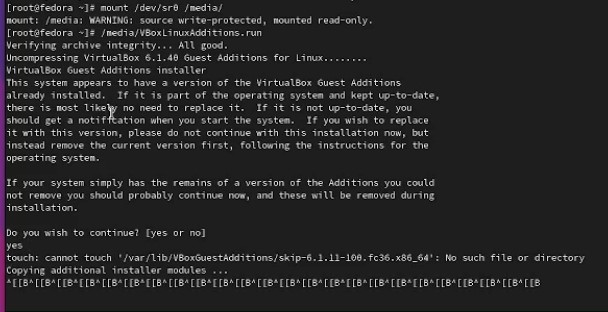 [root@fedora ~]# mount /dev/sr0 /media/
mount: /media: WARNING: source write-protected, mounted read-only.
[root@fedora ~]# /media/VBoxLinuxAdditions.run
Verifying archive integrity... All good.
Uncompressing VirtualBox 6.1.40 Guest Additions for Linux........
VirtualBox Guest Additions installer
This system appears to have a version of the VirtualBox Guest Additions
already installed.  If it is part of the operating system and kept up-to-date,
there is most likely no need to replace it.  If it is not up-to-date, you
should get a notification when you start the system.  If you wish to replace
it with this version, please do not continue with this installation now, but
instead remove the current version first, following the instructions for the
operating system.
If your system simply has the remains of a version of the Additions you could
not remove you should probably continue now, and these will be removed during
installation.
Do you wish to continue? [yes or no]
yes
touch: cannot touch '/var/lib/VBoxGuestAdditions/skip-6.1.11-100.fc36.x86_64': No such file or directory
Copying additional installer modules ...
^[[B^[[B^[[B^[[B^[[B^[[B^[[B^[[B^[[B^[[B^[[B^[[B^[[B^[[B^[[B^[[B^[[B^[[B^[[B^[[B